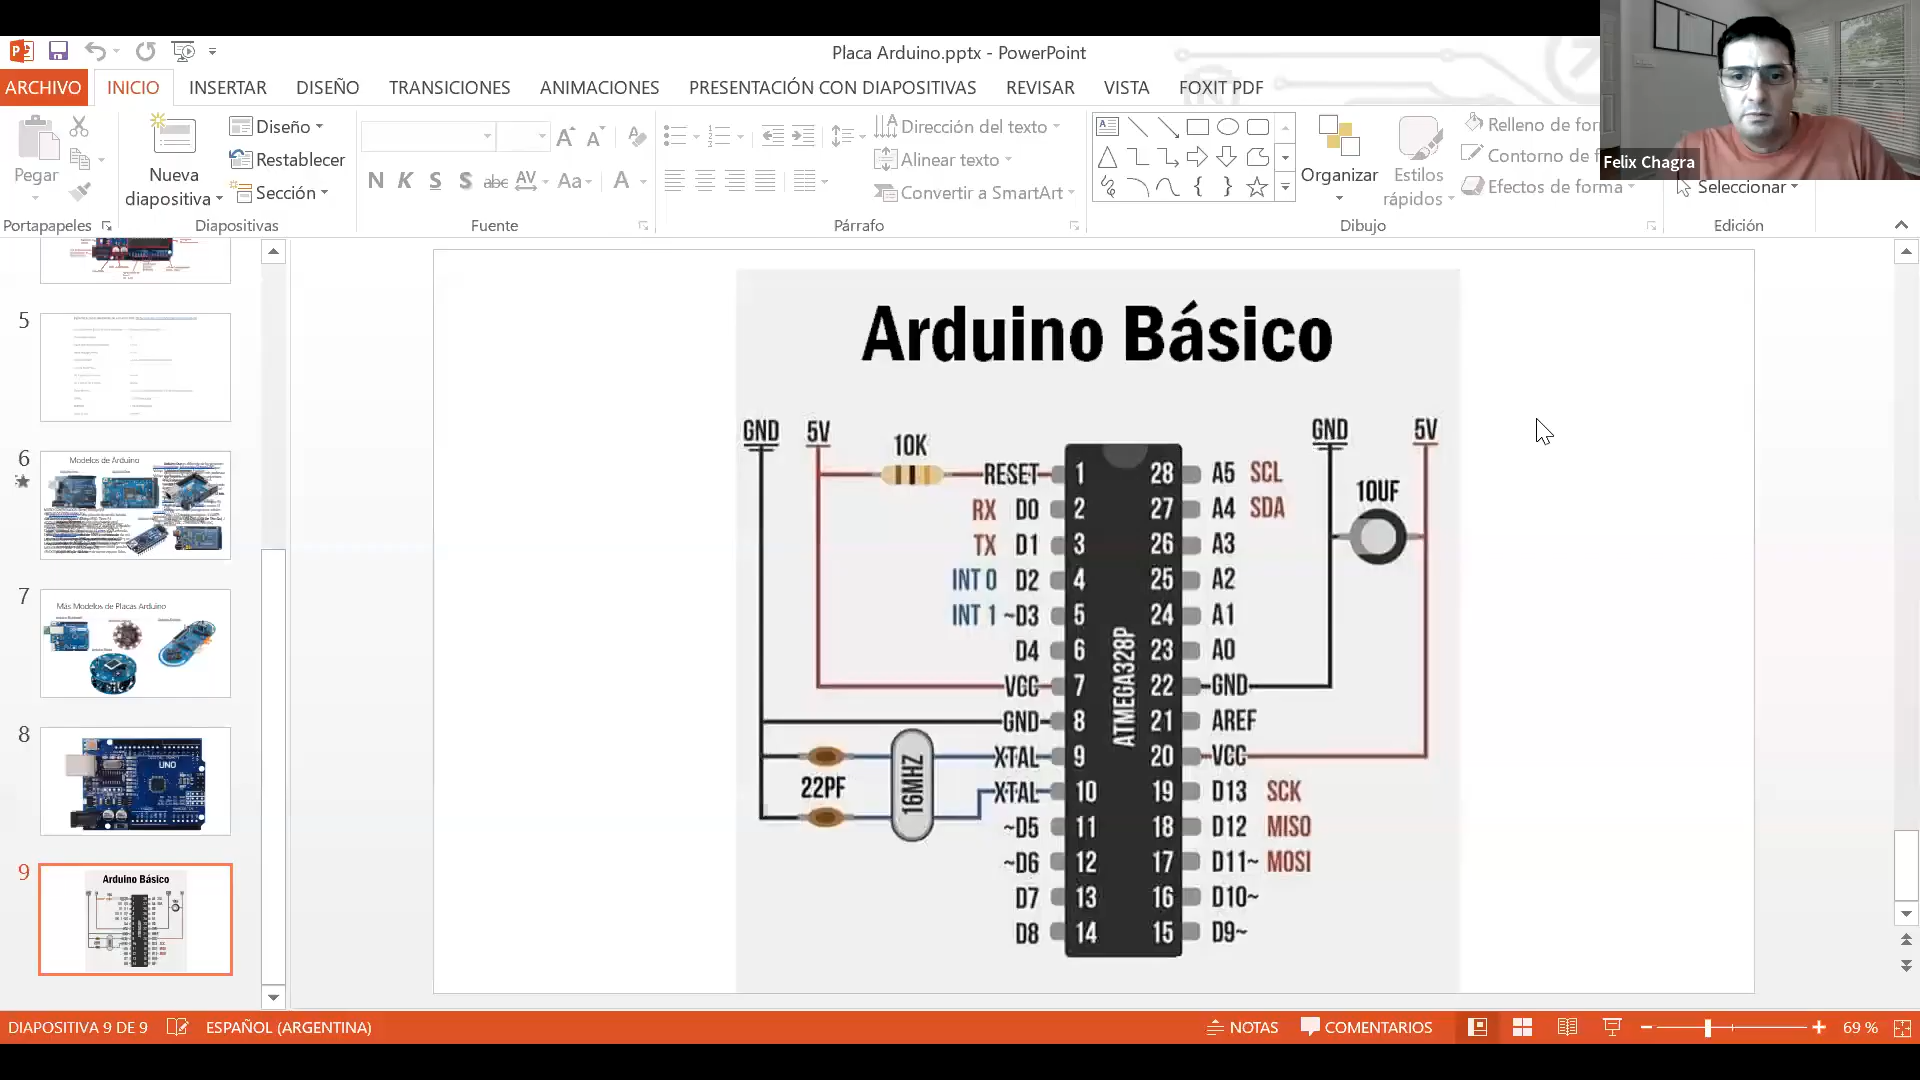 Placa Arduino.pptx - PowerPoint
ARCHIVO INICIO INSERTAR DISEÑO TRANSICIONES ANIMACIONES PRESENTACIÓN CON DIAPOSITIVAS REVISAR VISTA FOXIT PDF
Pegar
Portapapeles
Nueva
diapositiva
Diseño
Restablecer
Sección
Diapositivas
N K S S abc AV Aa A
Fuente
Dirección del texto
Alinear texto
Convertir a SmartArt
Párrafo
Organizar
Estilos
rápidos
Relleno de for
Contorno de f
Efectos de forma
Dibujo
Seleccionar
Edición
Felix Chagra
5
6
Modelos de Arduino
7
Más Modelos de Placas Arduino
8
UNO
9
Arduino Básico
Arduino Básico
GND 5V
10K
RESET 1
RX D0 2
TX D1 3
INT 0 D2 4
INT 1 ~D3 5
D4 6
VCC 7
GND 8
XTAL 9
22PF
16MHZ
XTAL 10
~D5 11
~D6 12
D7 13
D8 14
ATMEGA328P
GND 5V
10UF
28 A5 SCL
27 A4 SDA
26 A3
25 A2
24 A1
23 A0
22 GND
21 AREF
20 VCC
19 D13 SCK
18 D12 MISO
17 D11~ MOSI
16 D10~
15 D9~
DIAPOSITIVA 9 DE 9 ESPAÑOL (ARGENTINA) NOTAS COMENTARIOS 69 %